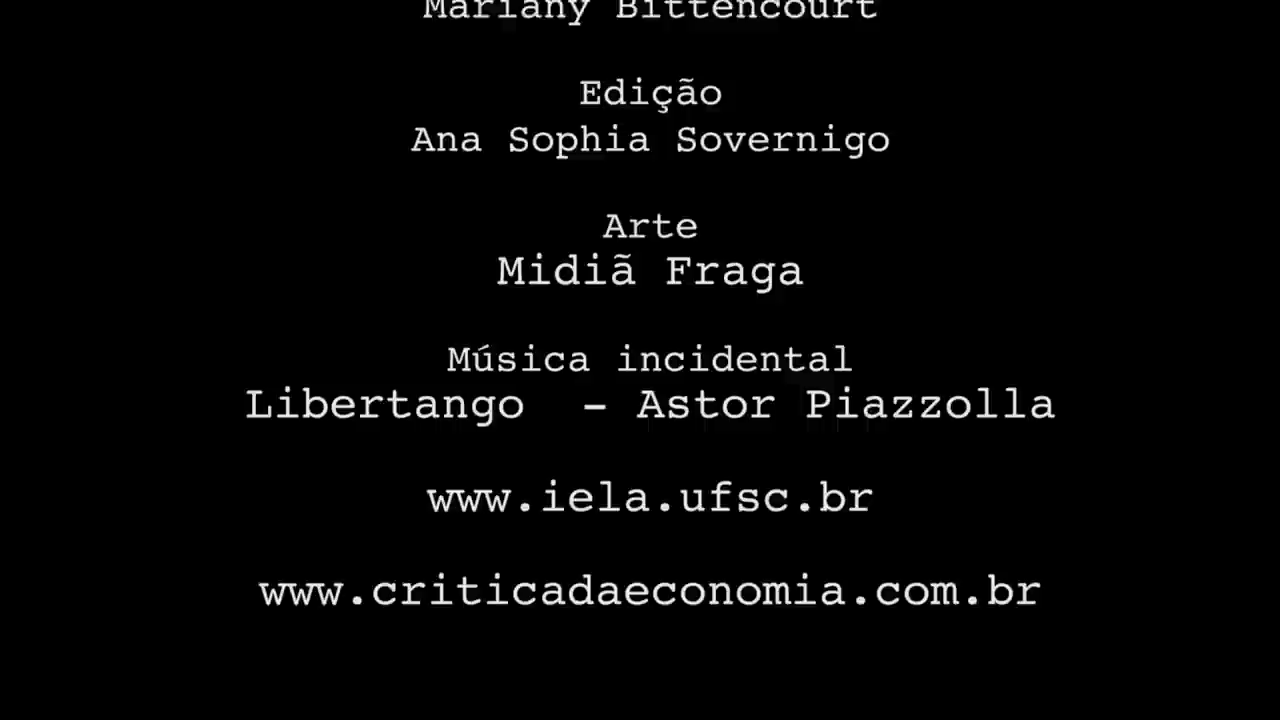 Mariany Bittencourt
Edição
Ana Sophia Sovernigo
Arte
Midiã Fraga
Música incidental
Libertango  - Astor Piazzolla
www.iela.ufsc.br
www.criticadaeconomia.com.br